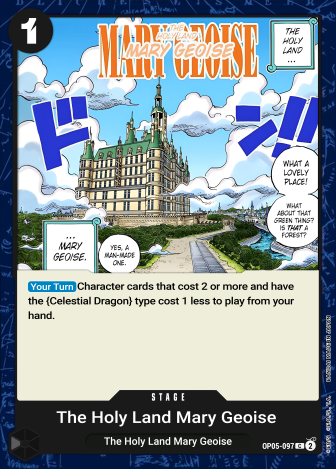 1
THE HOLY LAND
MARY GEOISE
THE
HOLY
LAND
...
ドン!!
WHAT A
LOVELY
PLACE!
WHAT
ABOUT THAT
GREEN THING?
IS THAT A
FOREST?
...
MARY
GEOISE.
YES, A
MAN-MADE
ONE.
Your Turn Character cards that cost 2 or more and have
the {Celestial Dragon} type cost 1 less to play from your
hand.
STAGE
The Holy Land Mary Geoise
The Holy Land Mary Geoise
OP05-097 C 2